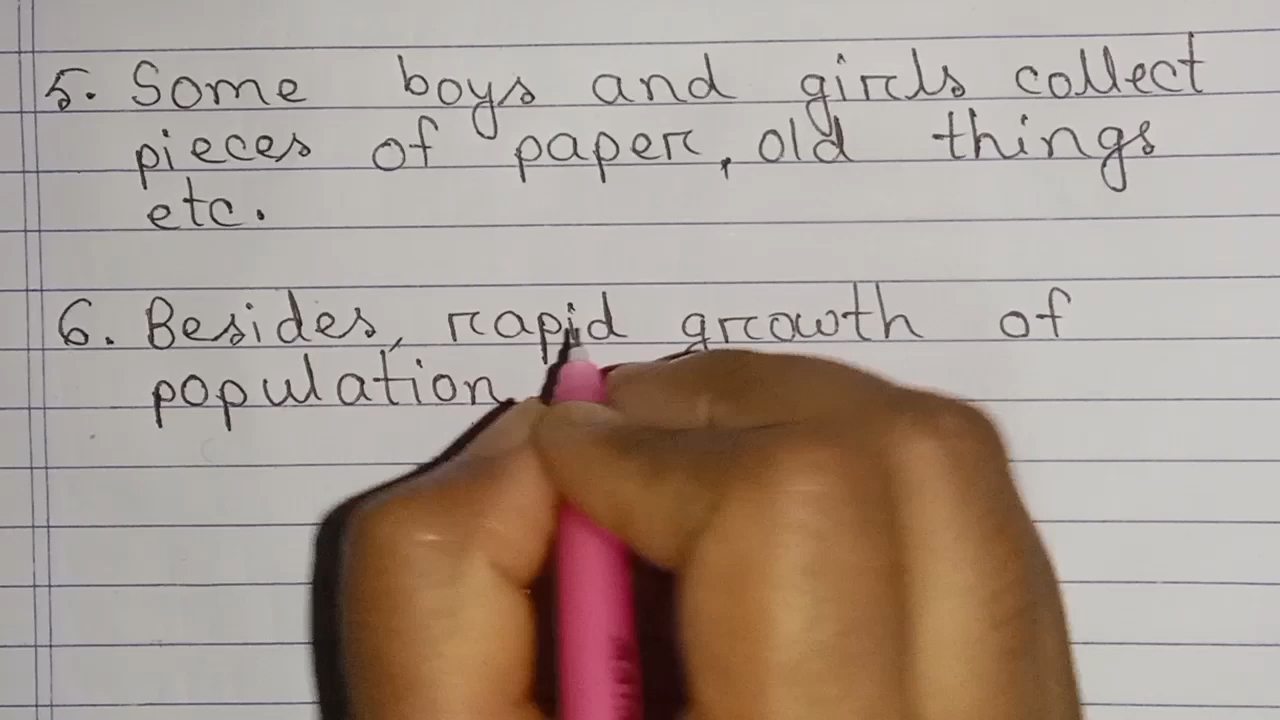 5. Some boys and girls collect
pieces of paper, old things
etc.
6. Besides, rapid growth of
population